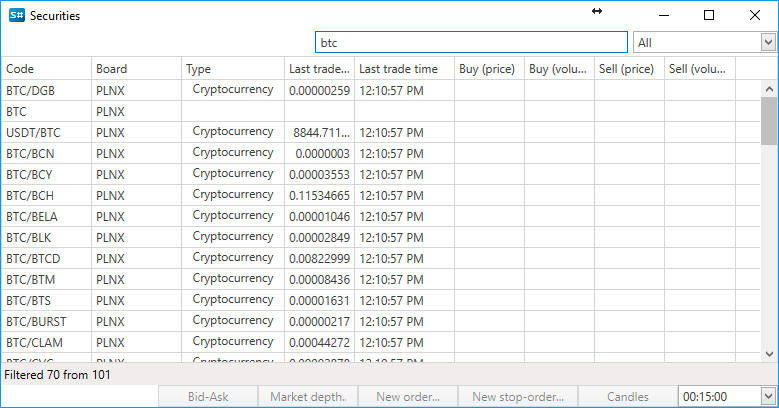 S# Securities
btc All
Code Board Type Last trade... Last trade time Buy (price) Buy (volu... Sell (price) Sell (volu...
BTC/DGB PLNX Cryptocurrency 0.00000259 12:10:57 PM
BTC PLNX
USDT/BTC PLNX Cryptocurrency 8844.711... 12:10:57 PM
BTC/BCN PLNX Cryptocurrency 0.0000003 12:10:57 PM
BTC/BCY PLNX Cryptocurrency 0.00003553 12:10:57 PM
BTC/BCH PLNX Cryptocurrency 0.11534665 12:10:57 PM
BTC/BELA PLNX Cryptocurrency 0.00001046 12:10:57 PM
BTC/BLK PLNX Cryptocurrency 0.00002849 12:10:57 PM
BTC/BTCD PLNX Cryptocurrency 0.00822999 12:10:57 PM
BTC/BTM PLNX Cryptocurrency 0.00008436 12:10:57 PM
BTC/BTS PLNX Cryptocurrency 0.00001631 12:10:57 PM
BTC/BURST PLNX Cryptocurrency 0.00000217 12:10:57 PM
BTC/CLAM PLNX Cryptocurrency 0.00044272 12:10:57 PM
PLNX Cryptocurrency 12:10:57 PM
Filtered 70 from 101
Bid-Ask Market depth.. New order... New stop-order... Candles 00:15:00